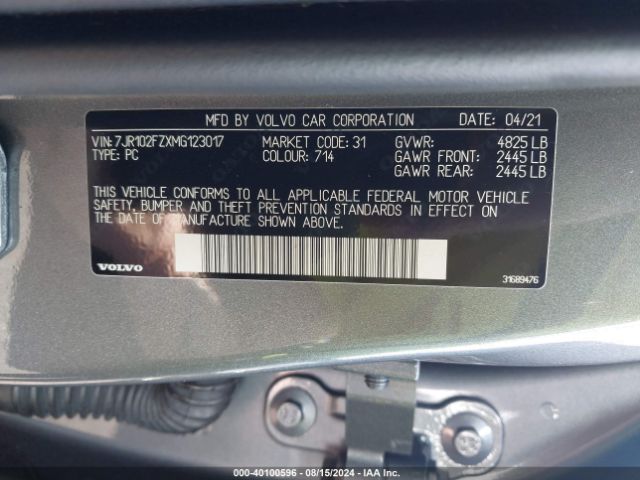 MFD BY VOLVO CAR CORPORATION DATE: 04/21
VIN: 7JR102FZXMG123017 MARKET CODE: 31 GVWR: 4825 LB
TYPE: PC COLOUR: 714 GAWR FRONT: 2445 LB
GAWR REAR: 2445 LB
THIS VEHICLE CONFORMS TO ALL APPLICABLE FEDERAL MOTOR VEHICLE
SAFETY, BUMPER AND THEFT PREVENTION STANDARDS IN EFFECT ON
THE DATE OF MANUFACTURE SHOWN ABOVE.
VOLVO 31689476
000-40100596 - 08/15/2024 - IAAI.com